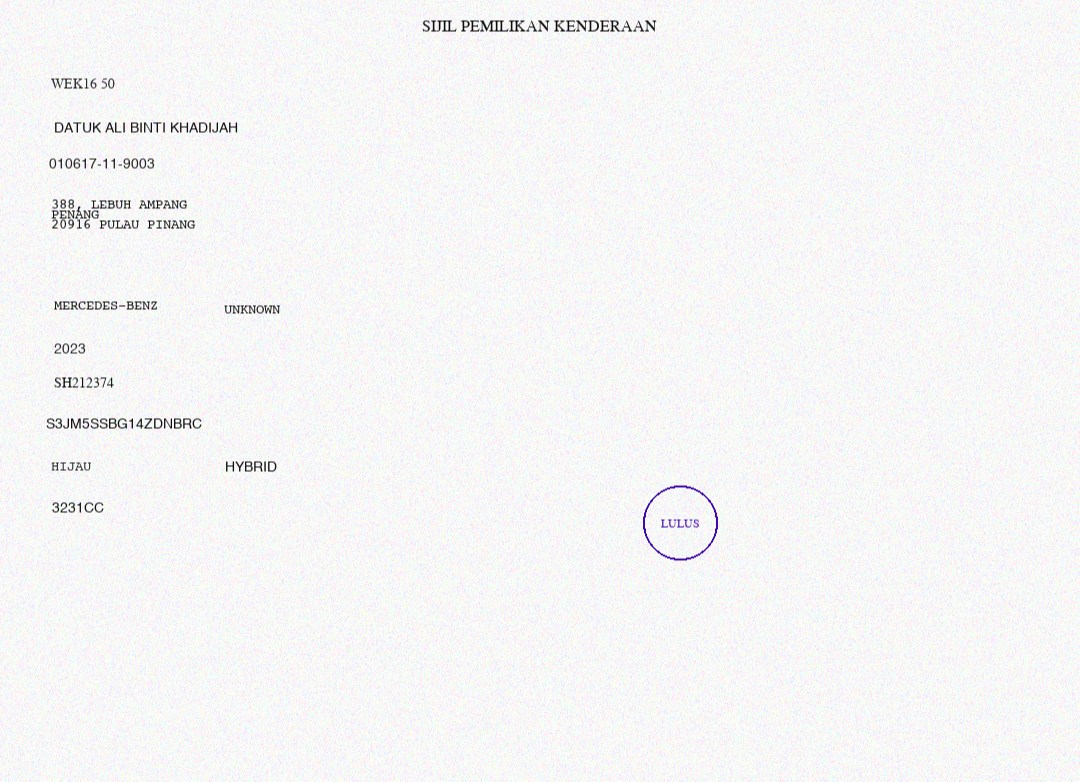 SIJIL PEMILIKAN KENDERAAN
WEK16 50
DATUK ALI BINTI KHADIJAH
010617-11-9003
388, LEBUH AMPANG
PENANG
20916 PULAU PINANG
MERCEDES-BENZ UNKNOWN
2023
SH212374
S3JM5SSBG14ZDNBRC
HIJAU HYBRID
3231CC
LULUS